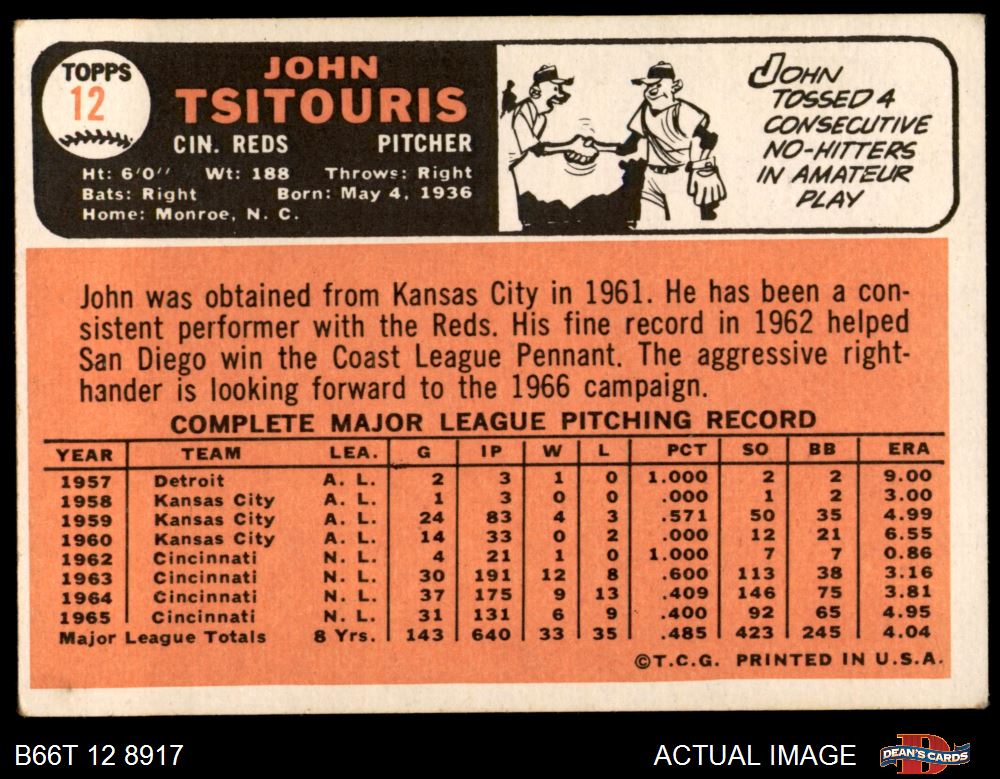 TOPPS
12
JOHN
TSITOURIS
CIN. REDS PITCHER
Ht: 6'0" Wt: 188 Throws: Right
Bats: Right Born: May 4, 1936
Home: Monroe, N. C.
JOHN
TOSSED 4
CONSECUTIVE
NO-HITTERS
IN AMATEUR
PLAY
John was obtained from Kansas City in 1961. He has been a con-
sistent performer with the Reds. His fine record in 1962 helped
San Diego win the Coast League Pennant. The aggressive right-
hander is looking forward to the 1966 campaign.
COMPLETE MAJOR LEAGUE PITCHING RECORD
YEAR TEAM LEA. G IP W L PCT SO BB ERA
1957 Detroit A. L. 2 3 1 0 1.000 2 2 9.00
1958 Kansas City A. L. 1 3 0 0 .000 1 2 3.00
1959 Kansas City A. L. 24 83 4 3 .571 50 35 4.99
1960 Kansas City A. L. 14 33 0 2 .000 12 21 6.55
1962 Cincinnati N. L. 4 21 1 0 1.000 7 7 0.86
1963 Cincinnati N. L. 30 191 12 8 .600 113 38 3.16
1964 Cincinnati N. L. 37 175 9 13 .409 146 75 3.81
1965 Cincinnati N. L. 31 131 6 9 .400 92 65 4.95
Major League Totals 8 Yrs. 143 640 33 35 .485 423 245 4.04
©T.C.G. PRINTED IN U.S.A.
B66T 12 8917 ACTUAL IMAGE DEAN'S CARDS